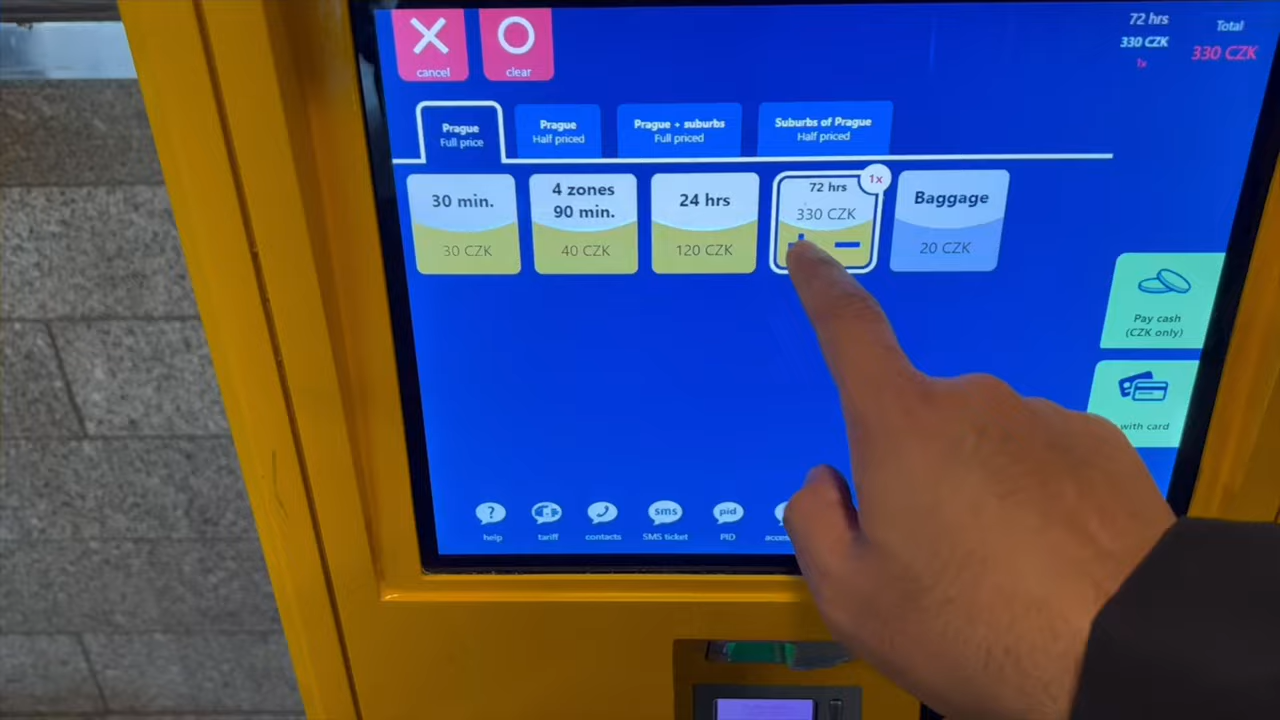 cancel
clear
72 hrs
330 CZK
1x
Total
330 CZK
Prague
Full price
Prague
Half priced
Prague + suburbs
Full priced
Suburbs of Prague
Half priced
30 min.
30 CZK
4 zones
90 min.
40 CZK
24 hrs
120 CZK
72 hrs
1x
330 CZK
Baggage
20 CZK
Pay cash
(CZK only)
with card
?
help
tariff
contacts
sms
SMS ticket
pid
PID